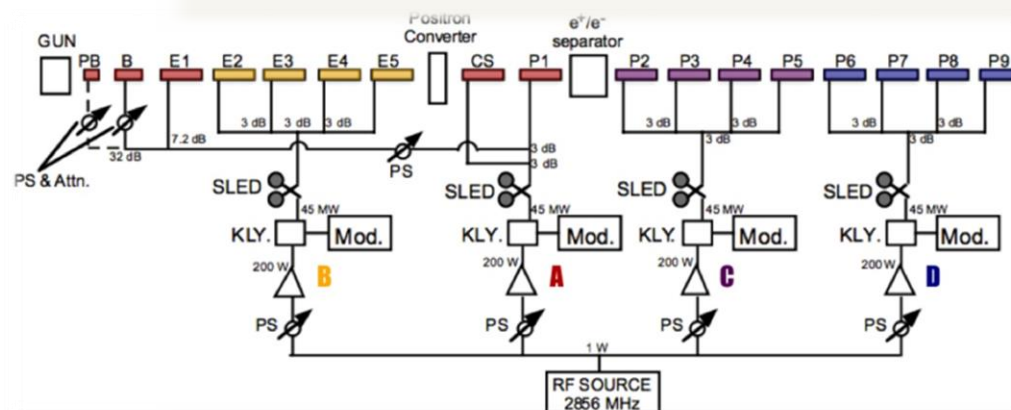 Positron
Converter
e+/e-
separator
GUN
PB B E1 E2 E3 E4 E5 CS P1 P2 P3 P4 P5 P6 P7 P8 P9
3 dB 3 dB 3 dB 3 dB 3 dB 3 dB 3 dB
7.2 dB 3 dB 3 dB 3 dB
32 dB 3 dB
PS & Attn. PS
SLED SLED SLED SLED
45 MW 45 MW 45 MW 45 MW
KLY. Mod. KLY. Mod. KLY. Mod. KLY. Mod.
200 W B 200 W A 200 W C 200 W D
PS PS PS PS
1 W
RF SOURCE
2856 MHz